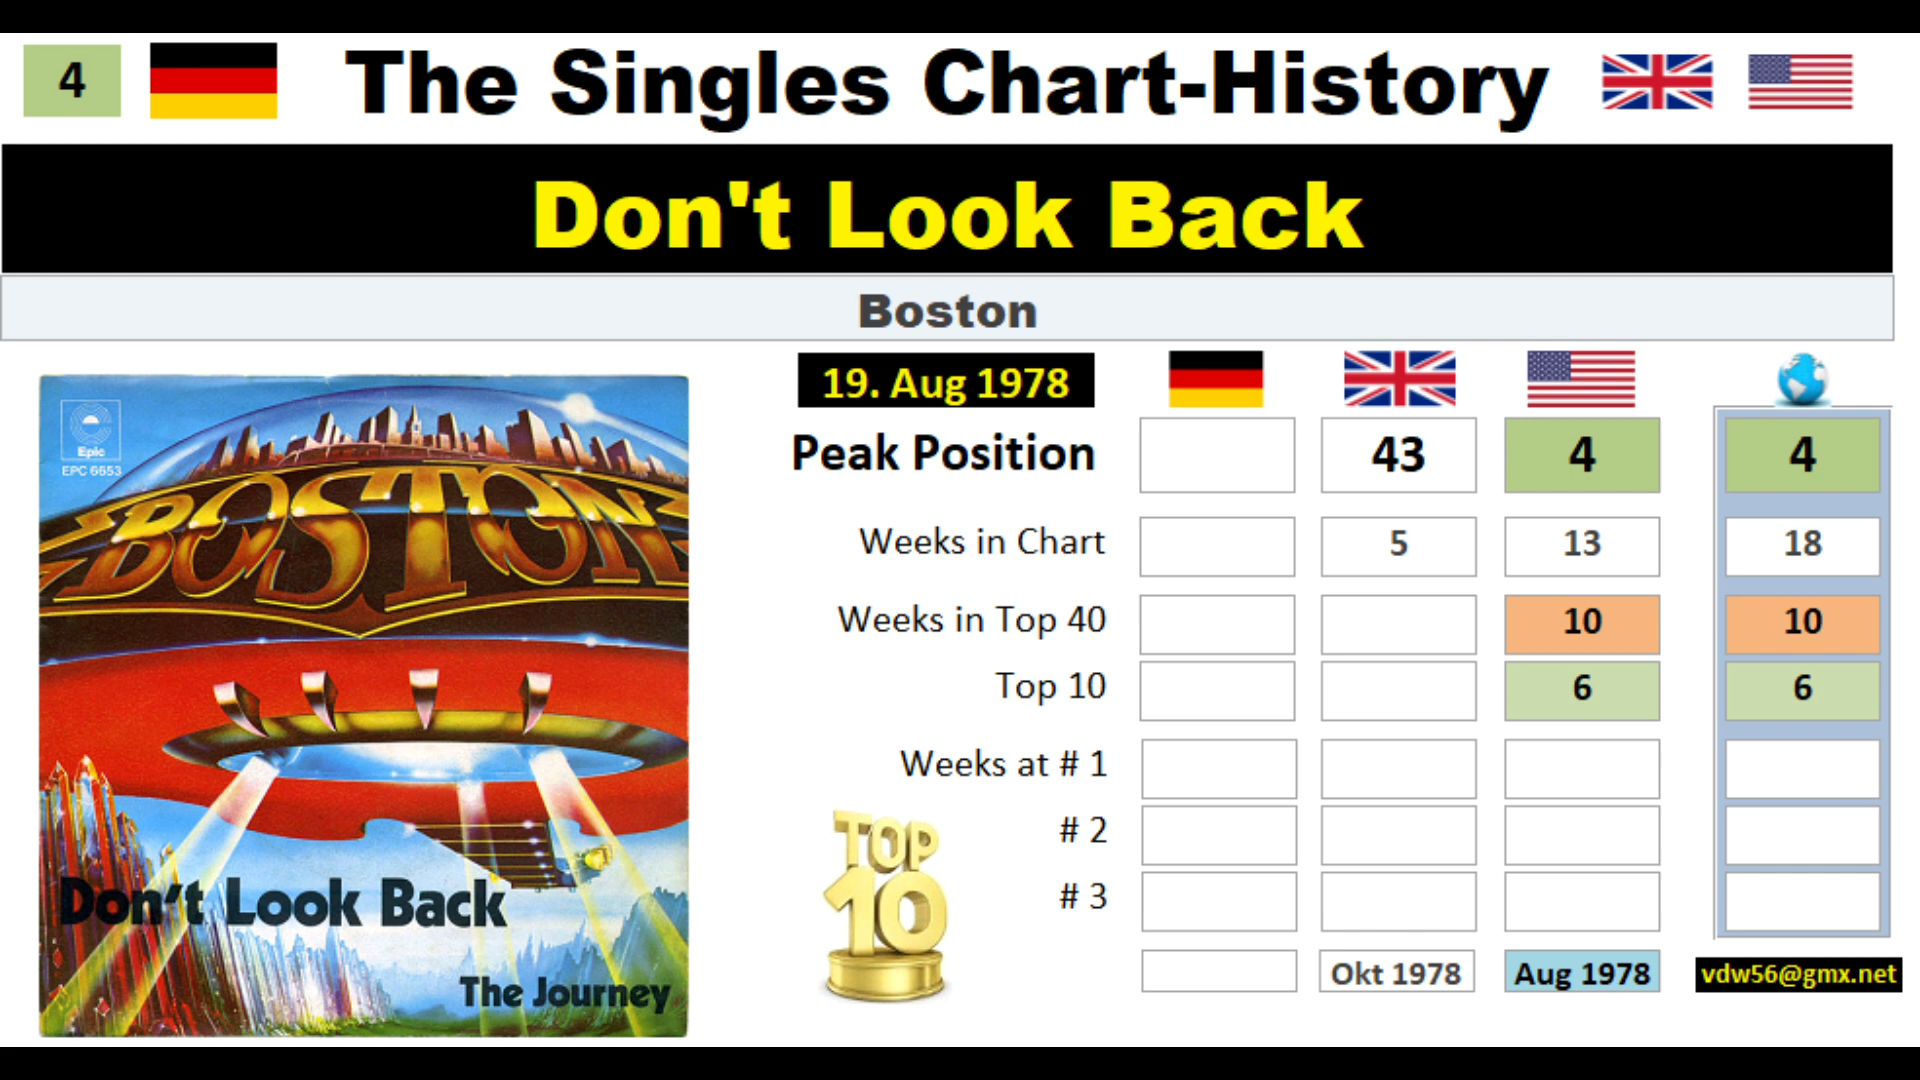 4
The Singles Chart-History
Don't Look Back
Boston
19. Aug 1978
Epic
EPC 6653
BOSTON
Don't Look Back
The Journey
Peak Position 43 4 4
Weeks in Chart 5 13 18
Weeks in Top 40 10 10
Top 10 6 6
Weeks at # 1
# 2
# 3
TOP
10
Okt 1978 Aug 1978 vdw56@gmx.net